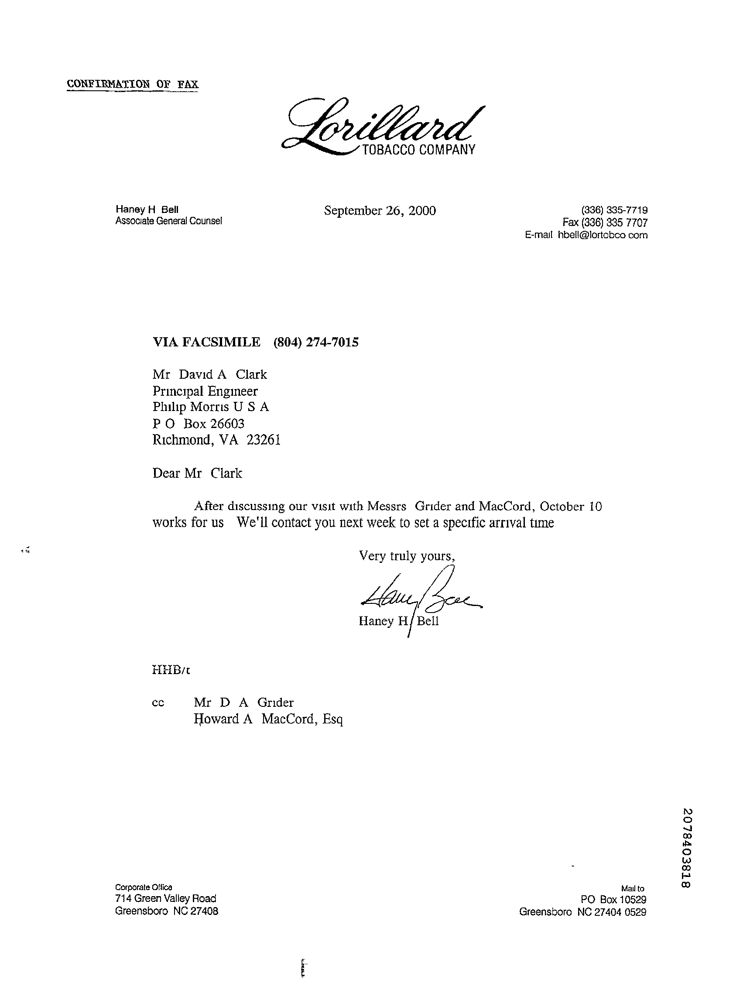 CONFIRMATION OF FAX
Lorillard
TOBACCO COMPANY
Haney H Bell
Associate General Counsel
September 26, 2000
(336) 335-7719
Fax (336) 335 7707
E-mail hbell@lortobco com
VIA FACSIMILE (804) 274-7015
Mr David A Clark
Principal Engineer
Philip Morris U S A
P O Box 26603
Richmond, VA 23261
Dear Mr Clark
After discussing our visit with Messrs Grider and MacCord, October 10
works for us We'll contact you next week to set a specific arrival time
Very truly yours,
Haney Bell
Haney H Bell
HHB/t
cc Mr D A Grider
Howard A MacCord, Esq
2078403818
Corporate Office
714 Green Valley Road
Greensboro NC 27408
Mail to
PO Box 10529
Greensboro NC 27404 0529